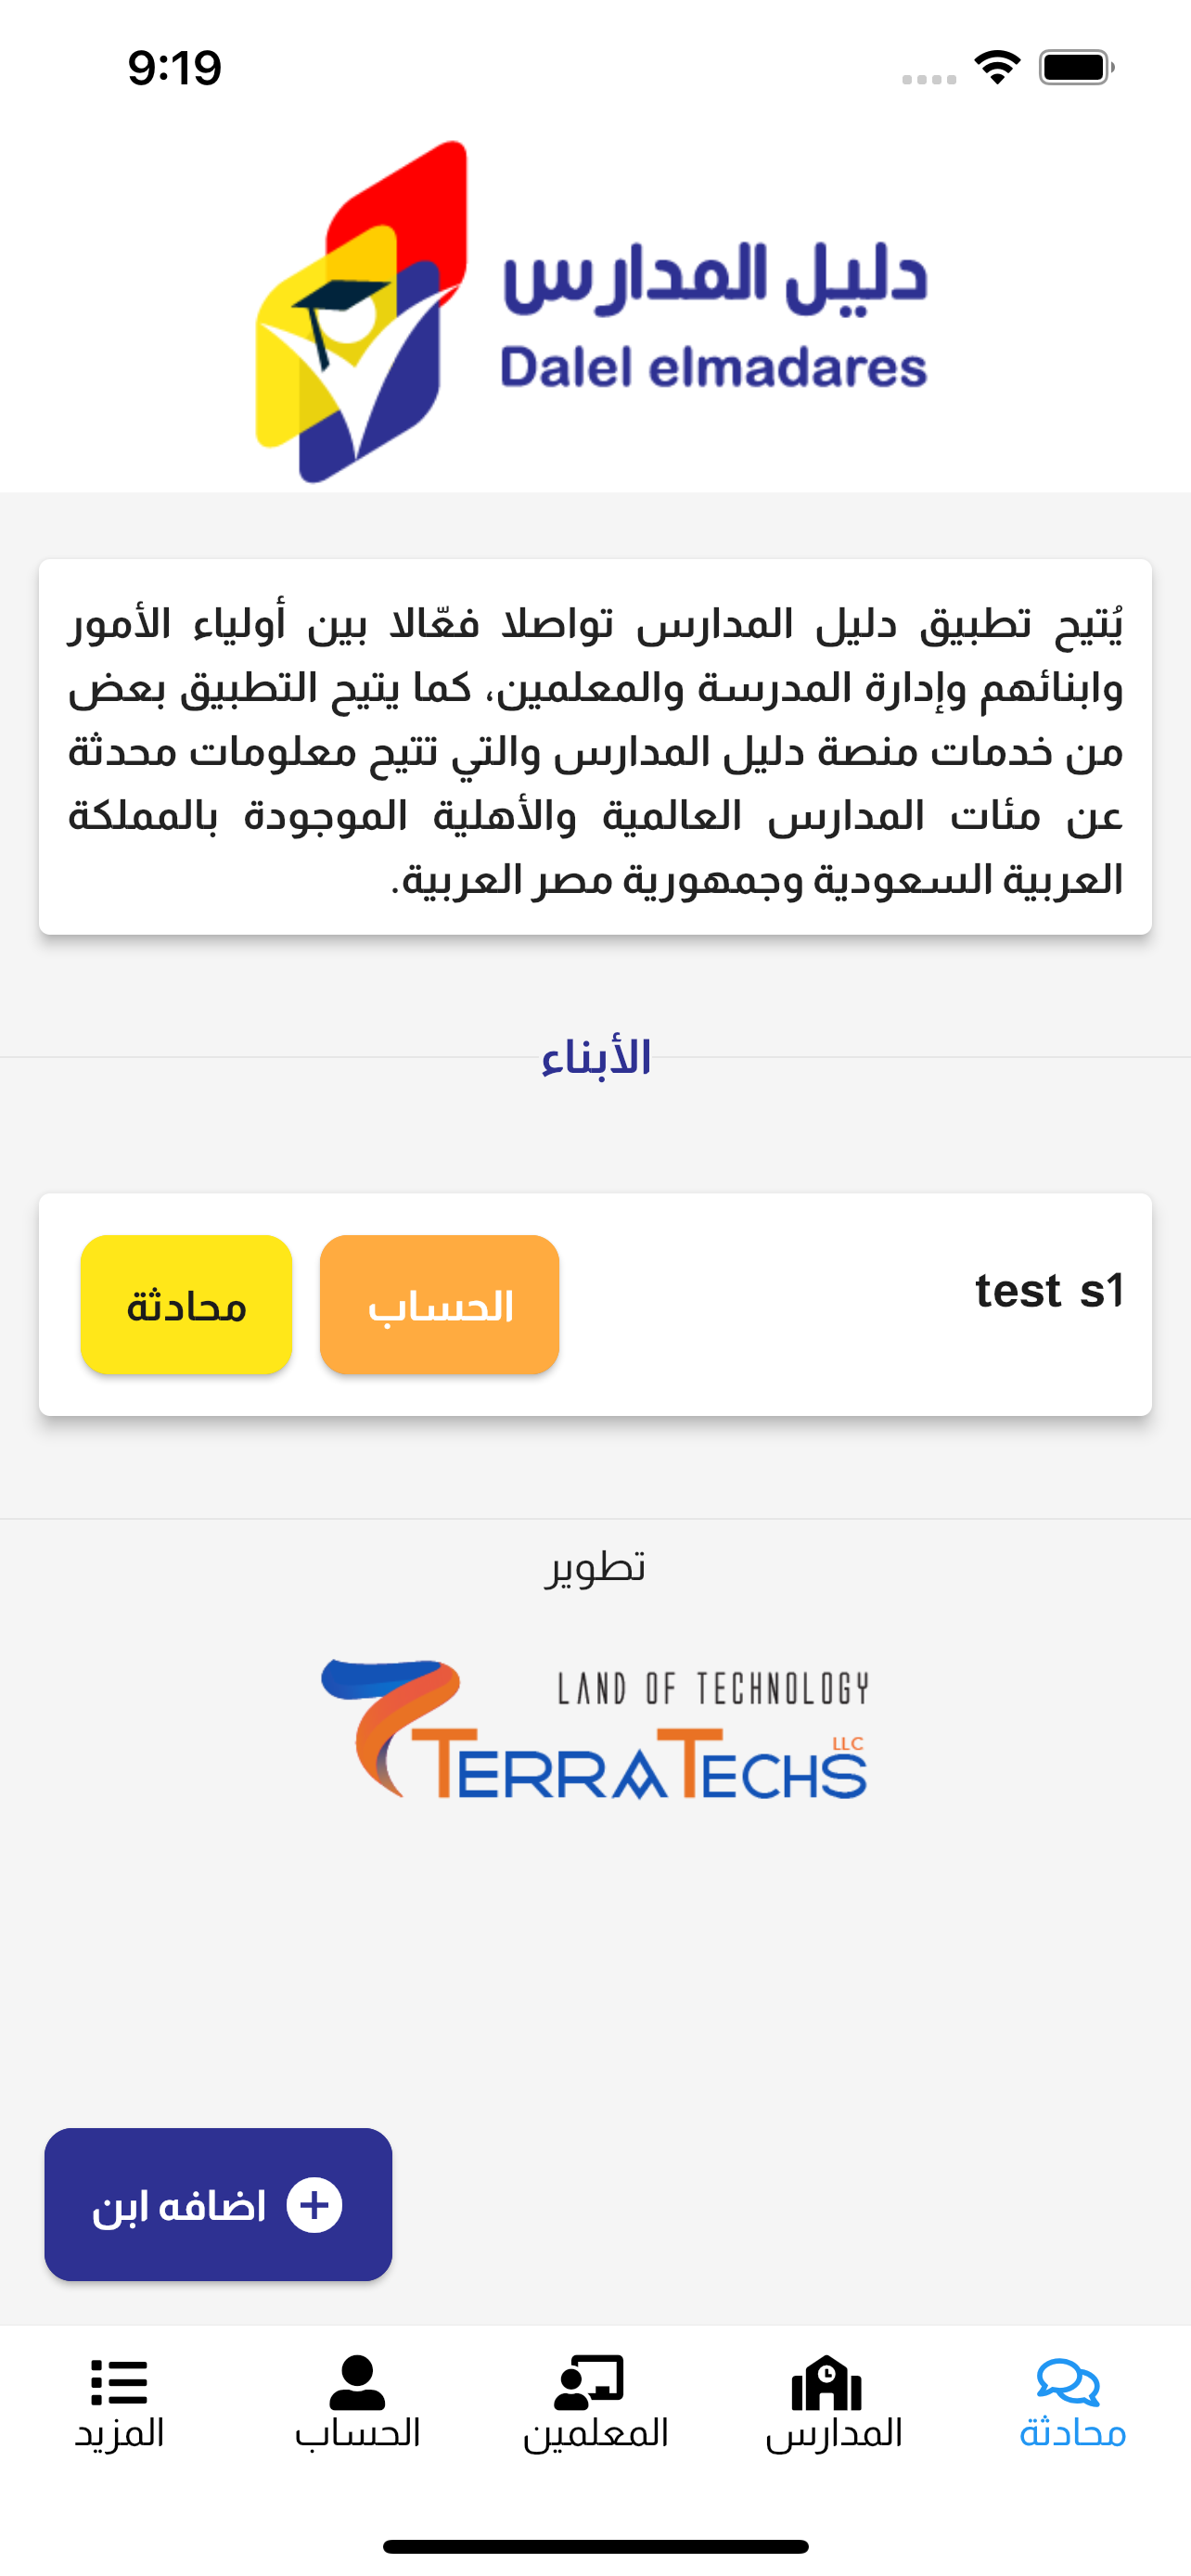 9:19
دليل المدارس
Dalel elmadares
يُتيح تطبيق دليل المدارس تواصلا فعّالا بين أولياء الأمور
وابنائهم وإدارة المدرسة والمعلمين، كما يتيح التطبيق بعض
من خدمات منصة دليل المدارس والتي تتيح معلومات محدثة
عن مئات المدارس العالمية والأهلية الموجودة بالمملكة
العربية السعودية وجمهورية مصر العربية.
الأبناء
test s1
الحساب
محادثة
تطوير
LAND OF TECHNOLOGY
TERRATECHS LLC
اضافه ابن
محادثة
المدارس
المعلمين
الحساب
المزيد